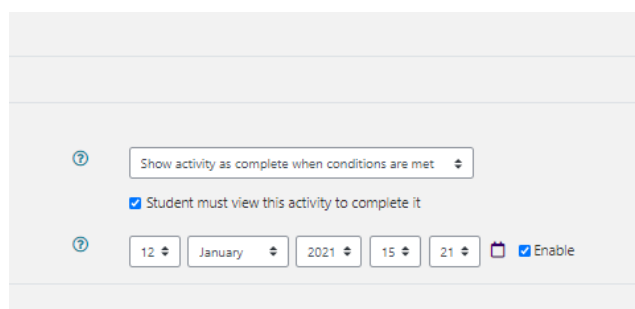 Show activity as complete when conditions are met
Student must view this activity to complete it
12 January 2021 15 21 Enable